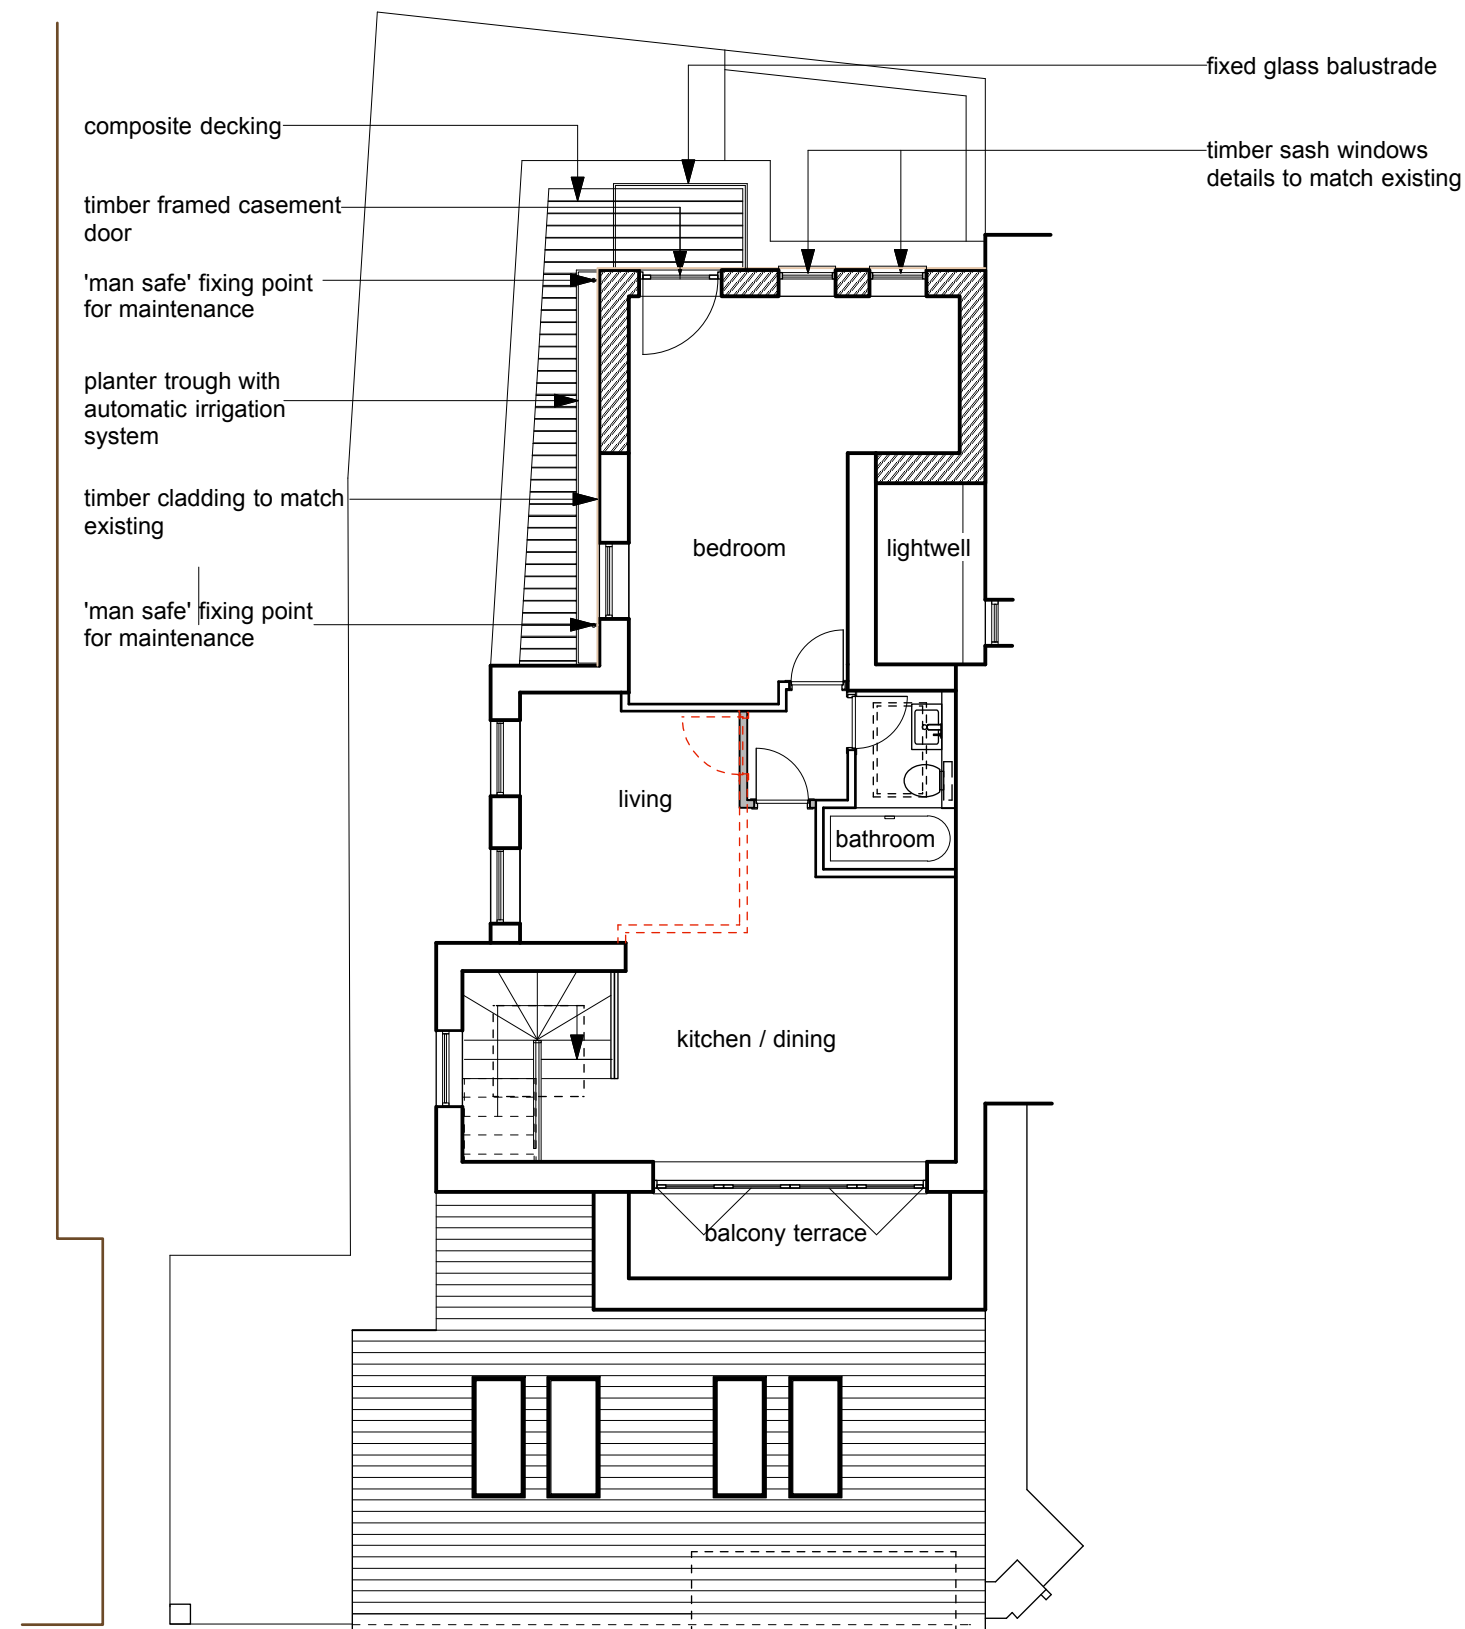 fixed glass balustrade
composite decking
timber sash windows
details to match existing
timber framed casement
door
'man safe' fixing point
for maintenance
planter trough with
automatic irrigation
system
timber cladding to match
existing
bedroom
lightwell
'man safe' fixing point
for maintenance
living
bathroom
kitchen / dining
balcony terrace